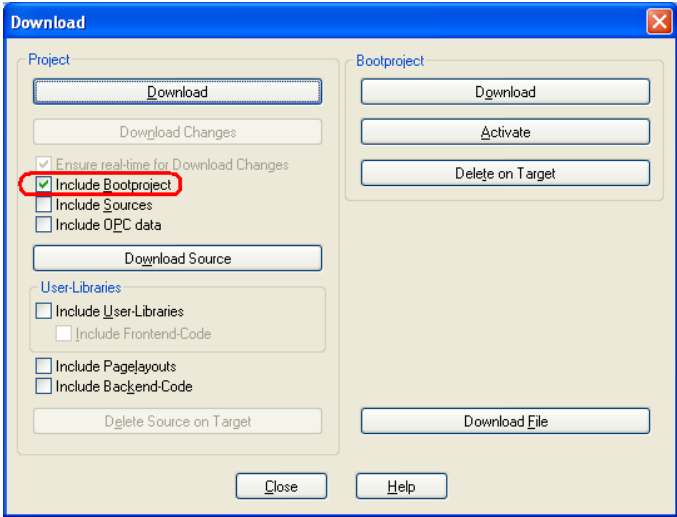 Download
Project
Download
Download Changes
Ensure real-time for Download Changes
Include Bootproject
Include Sources
Include OPC data
Download Source
User-Libraries
Include User-Libraries
Include Frontend-Code
Include Pagelayouts
Include Backend-Code
Delete Source on Target
Bootproject
Download
Activate
Delete on Target
Download File
Close
Help